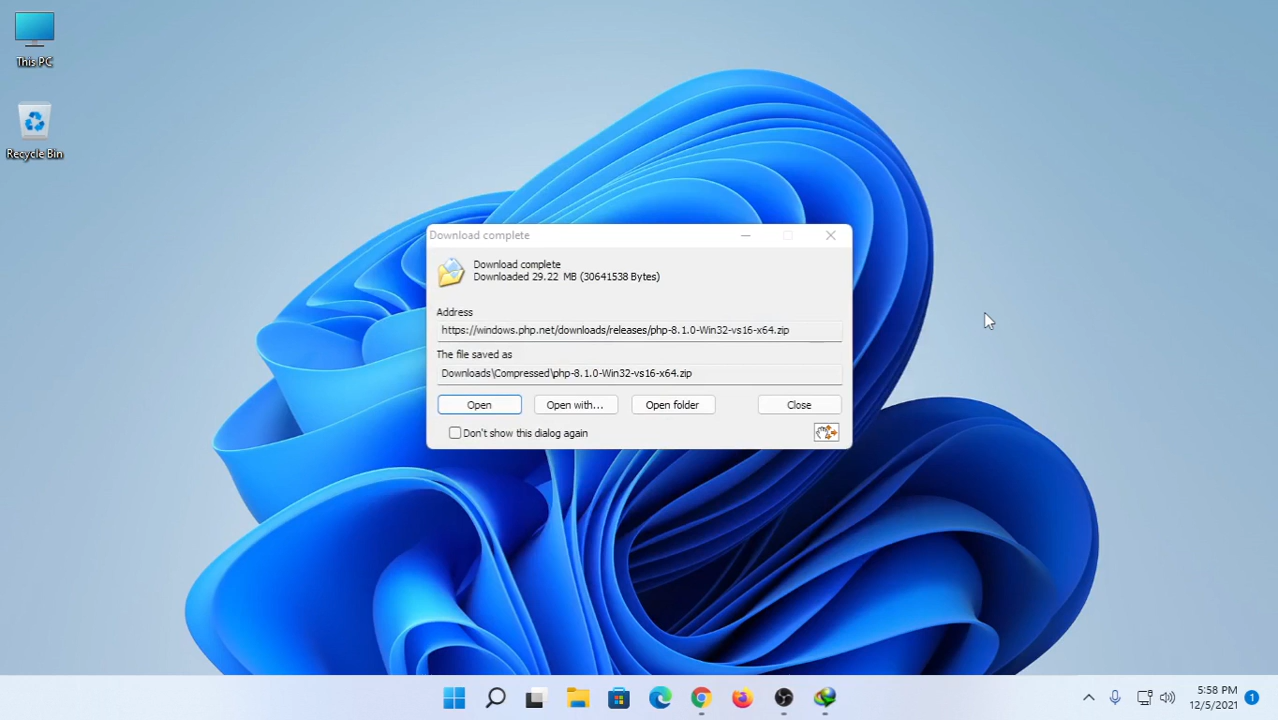 This PC
Recycle Bin
Download complete
Download complete
Downloaded 29.22 MB (30641538 Bytes)
Address
https://windows.php.net/downloads/releases/php-8.1.0-Win32-vs16-x64.zip
The file saved as
Downloads\Compressed\php-8.1.0-Win32-vs16-x64.zip
Open
Open with...
Open folder
Close
Don't show this dialog again
5:58 PM
12/5/2021
1